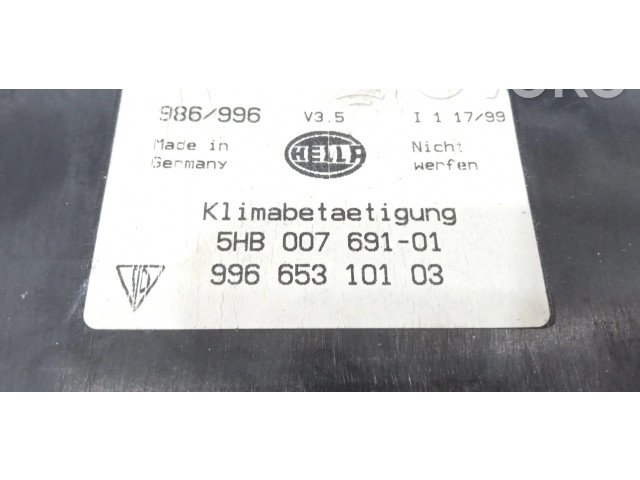 986/996 V3.5 I 1 17/99
Made in Germany
HELLA
Nicht werfen
Klimabetaetigung
5HB 007 691-01
996 653 101 03